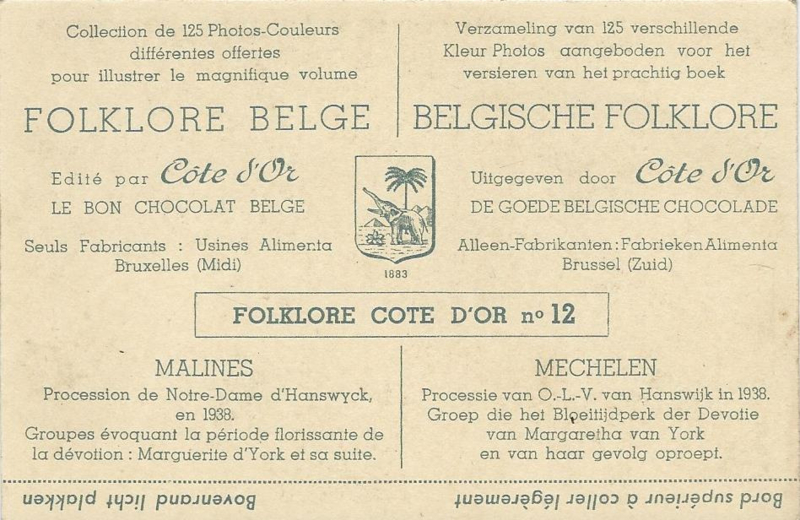 Collection de 125 Photos-Couleurs
différentes offertes
pour illustrer le magnifique volume
FOLKLORE BELGE
Edité par Côte d'Or
LE BON CHOCOLAT BELGE
Seuls Fabricants : Usines Alimenta
Bruxelles (Midi)
Verzameling van 125 verschillende
Kleur Photos aangeboden voor het
versieren van het prachtig boek
BELGISCHE FOLKLORE
Uitgegeven door Côte d'Or
DE GOEDE BELGISCHE CHOCOLADE
Alleen-Fabrikanten: Fabrieken Alimenta
Brussel (Zuid)
1883
FOLKLORE COTE D'OR nº 12
MALINES
Procession de Notre-Dame d'Hanswyck,
en 1938.
Groupes évoquant la période florissante de
la dévotion : Marguerite d'York et sa suite.
MECHELEN
Processie van O.-L.-V. van Hanswijk in 1938.
Groep die het Bloeitijdperk der Devotie
van Margaretha van York
en van haar gevolg oproept.
Bord supérieur à coller légèrement
Bovenrand licht plakken